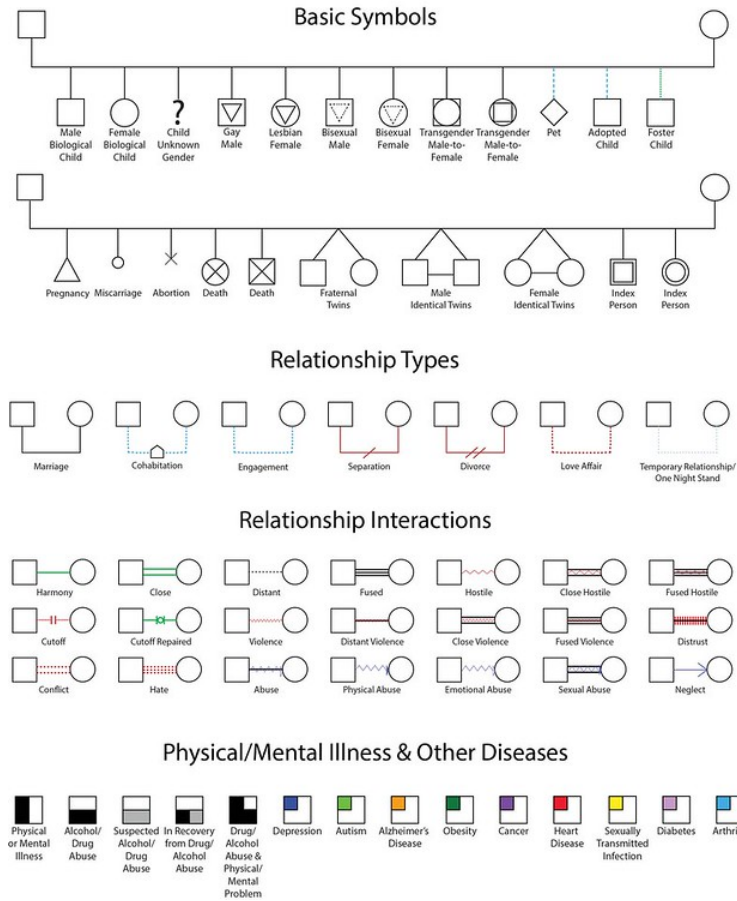 Basic Symbols
Male
Biological
Child
Female
Biological
Child
?
Child
Unknown
Gender
Gay
Male
Lesbian
Female
Bisexual
Male
Bisexual
Female
Transgender
Male-to-
Female
Transgender
Male-to-
Female
Pet
Adopted
Child
Foster
Child
Pregnancy
Miscarriage
Abortion
Death
Death
Fraternal
Twins
Male
Identical Twins
Female
Identical Twins
Index
Person
Index
Person
Relationship Types
Marriage
Cohabitation
Engagement
Separation
Divorce
Love Affair
Temporary Relationship/
One Night Stand
Relationship Interactions
Harmony
Close
Distant
Fused
Hostile
Close Hostile
Fused Hostile
Cutoff
Cutoff Repaired
Violence
Distant Violence
Close Violence
Fused Violence
Distrust
Conflict
Hate
Abuse
Physical Abuse
Emotional Abuse
Sexual Abuse
Neglect
Physical/Mental Illness & Other Diseases
Physical
or Mental
Illness
Alcohol/
Drug
Abuse
Suspected
Alcohol/
Drug
Abuse
In Recovery
from Drug/
Alcohol
Abuse
Drug/
Alcohol
Abuse &
Physical/
Mental
Problem
Depression
Autism
Alzheimer's
Disease
Obesity
Cancer
Heart
Disease
Sexually
Transmitted
Infection
Diabetes
Arthri